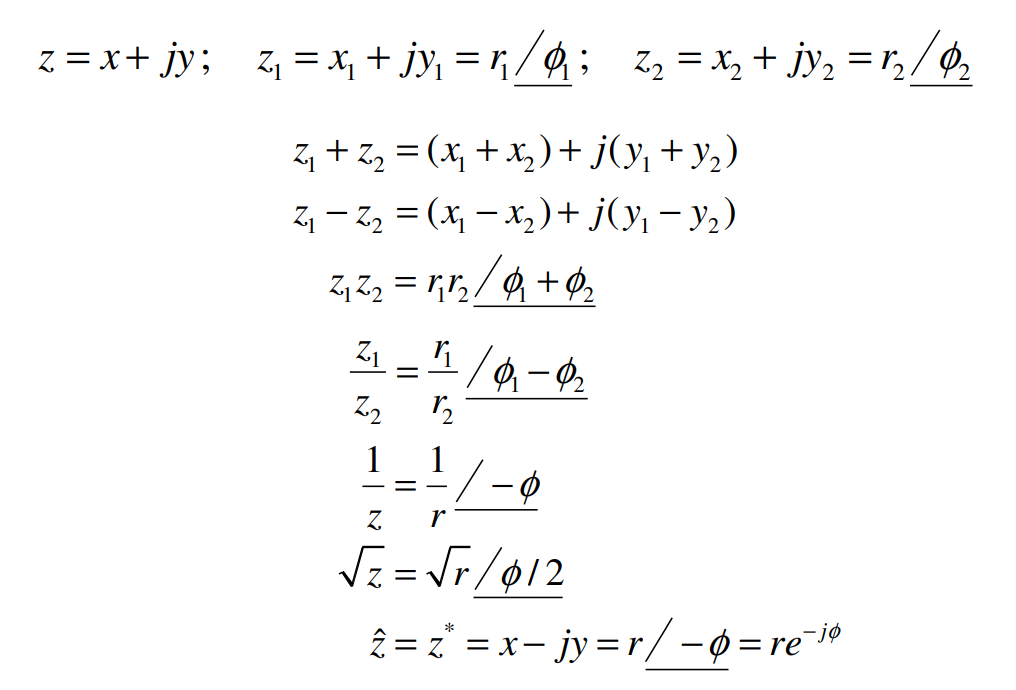 z = x + jy; z₁ = x₁ + jy₁ = r₁∠ϕ₁; z₂ = x₂ + jy₂ = r₂∠ϕ₂
z₁ + z₂ = (x₁ + x₂) + j(y₁ + y₂)
z₁ − z₂ = (x₁ − x₂) + j(y₁ − y₂)
z₁z₂ = r₁r₂∠ϕ₁ + ϕ₂
z₁/z₂ = r₁/r₂ ∠ϕ₁ − ϕ₂
1/z = 1/r ∠−ϕ
√z = √r∠ϕ/2
ẑ = z* = x − jy = r∠−ϕ = re^(−jϕ)